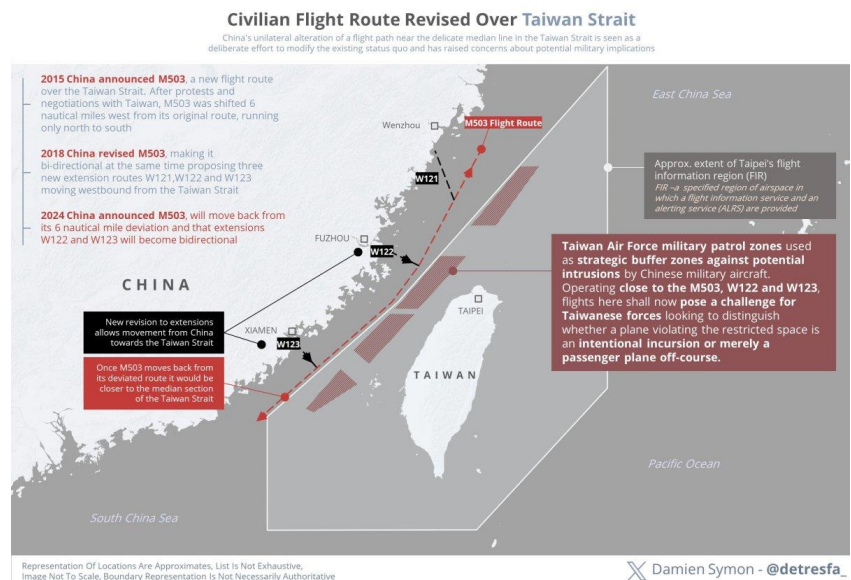 Civilian Flight Route Revised Over Taiwan Strait
China's unilateral alteration of a flight path near the delicate median line in the Taiwan Strait is seen as a
deliberate effort to modify the existing status quo and has raised concerns about potential military implications
2015 China announced M503, a new flight route
over the Taiwan Strait. After protests and
negotiations with Taiwan, M503 was shifted 6
nautical miles west from its original route, running
only north to south
2018 China revised M503, making it
bi-directional at the same time proposing three
new extension routes W121,W122 and W123
moving westbound from the Taiwan Strait
2024 China announced M503, will move back from
its 6 nautical mile deviation and that extensions
W122 and W123 will become bidirectional
East China Sea
Wenzhou
M503 Flight Route
Approx. extent of Taipei's flight
information region (FIR)
FIR –a specified region of airspace in
which a flight information service and an
alerting service (ALRS) are provided
W121
FUZHOU
W122
Taiwan Air Force military patrol zones used
as strategic buffer zones against potential
intrusions by Chinese military aircraft.
Operating close to the M503, W122 and W123,
flights here shall now pose a challenge for
Taiwanese forces looking to distinguish
whether a plane violating the restricted space is
an intentional incursion or merely a
passenger plane off-course.
CHINA
TAIPEI
New revision to extensions
allows movement from China
towards the Taiwan Strait
XIAMEN
W123
Once M503 moves back from
its deviated route it would be
closer to the median section
of the Taiwan Strait
TAIWAN
Pacific Ocean
South China Sea
Representation Of Locations Are Approximates, List Is Not Exhaustive,
Image Not To Scale, Boundary Representation Is Not Necessarily Authoritative
Damien Symon - @detresfa_